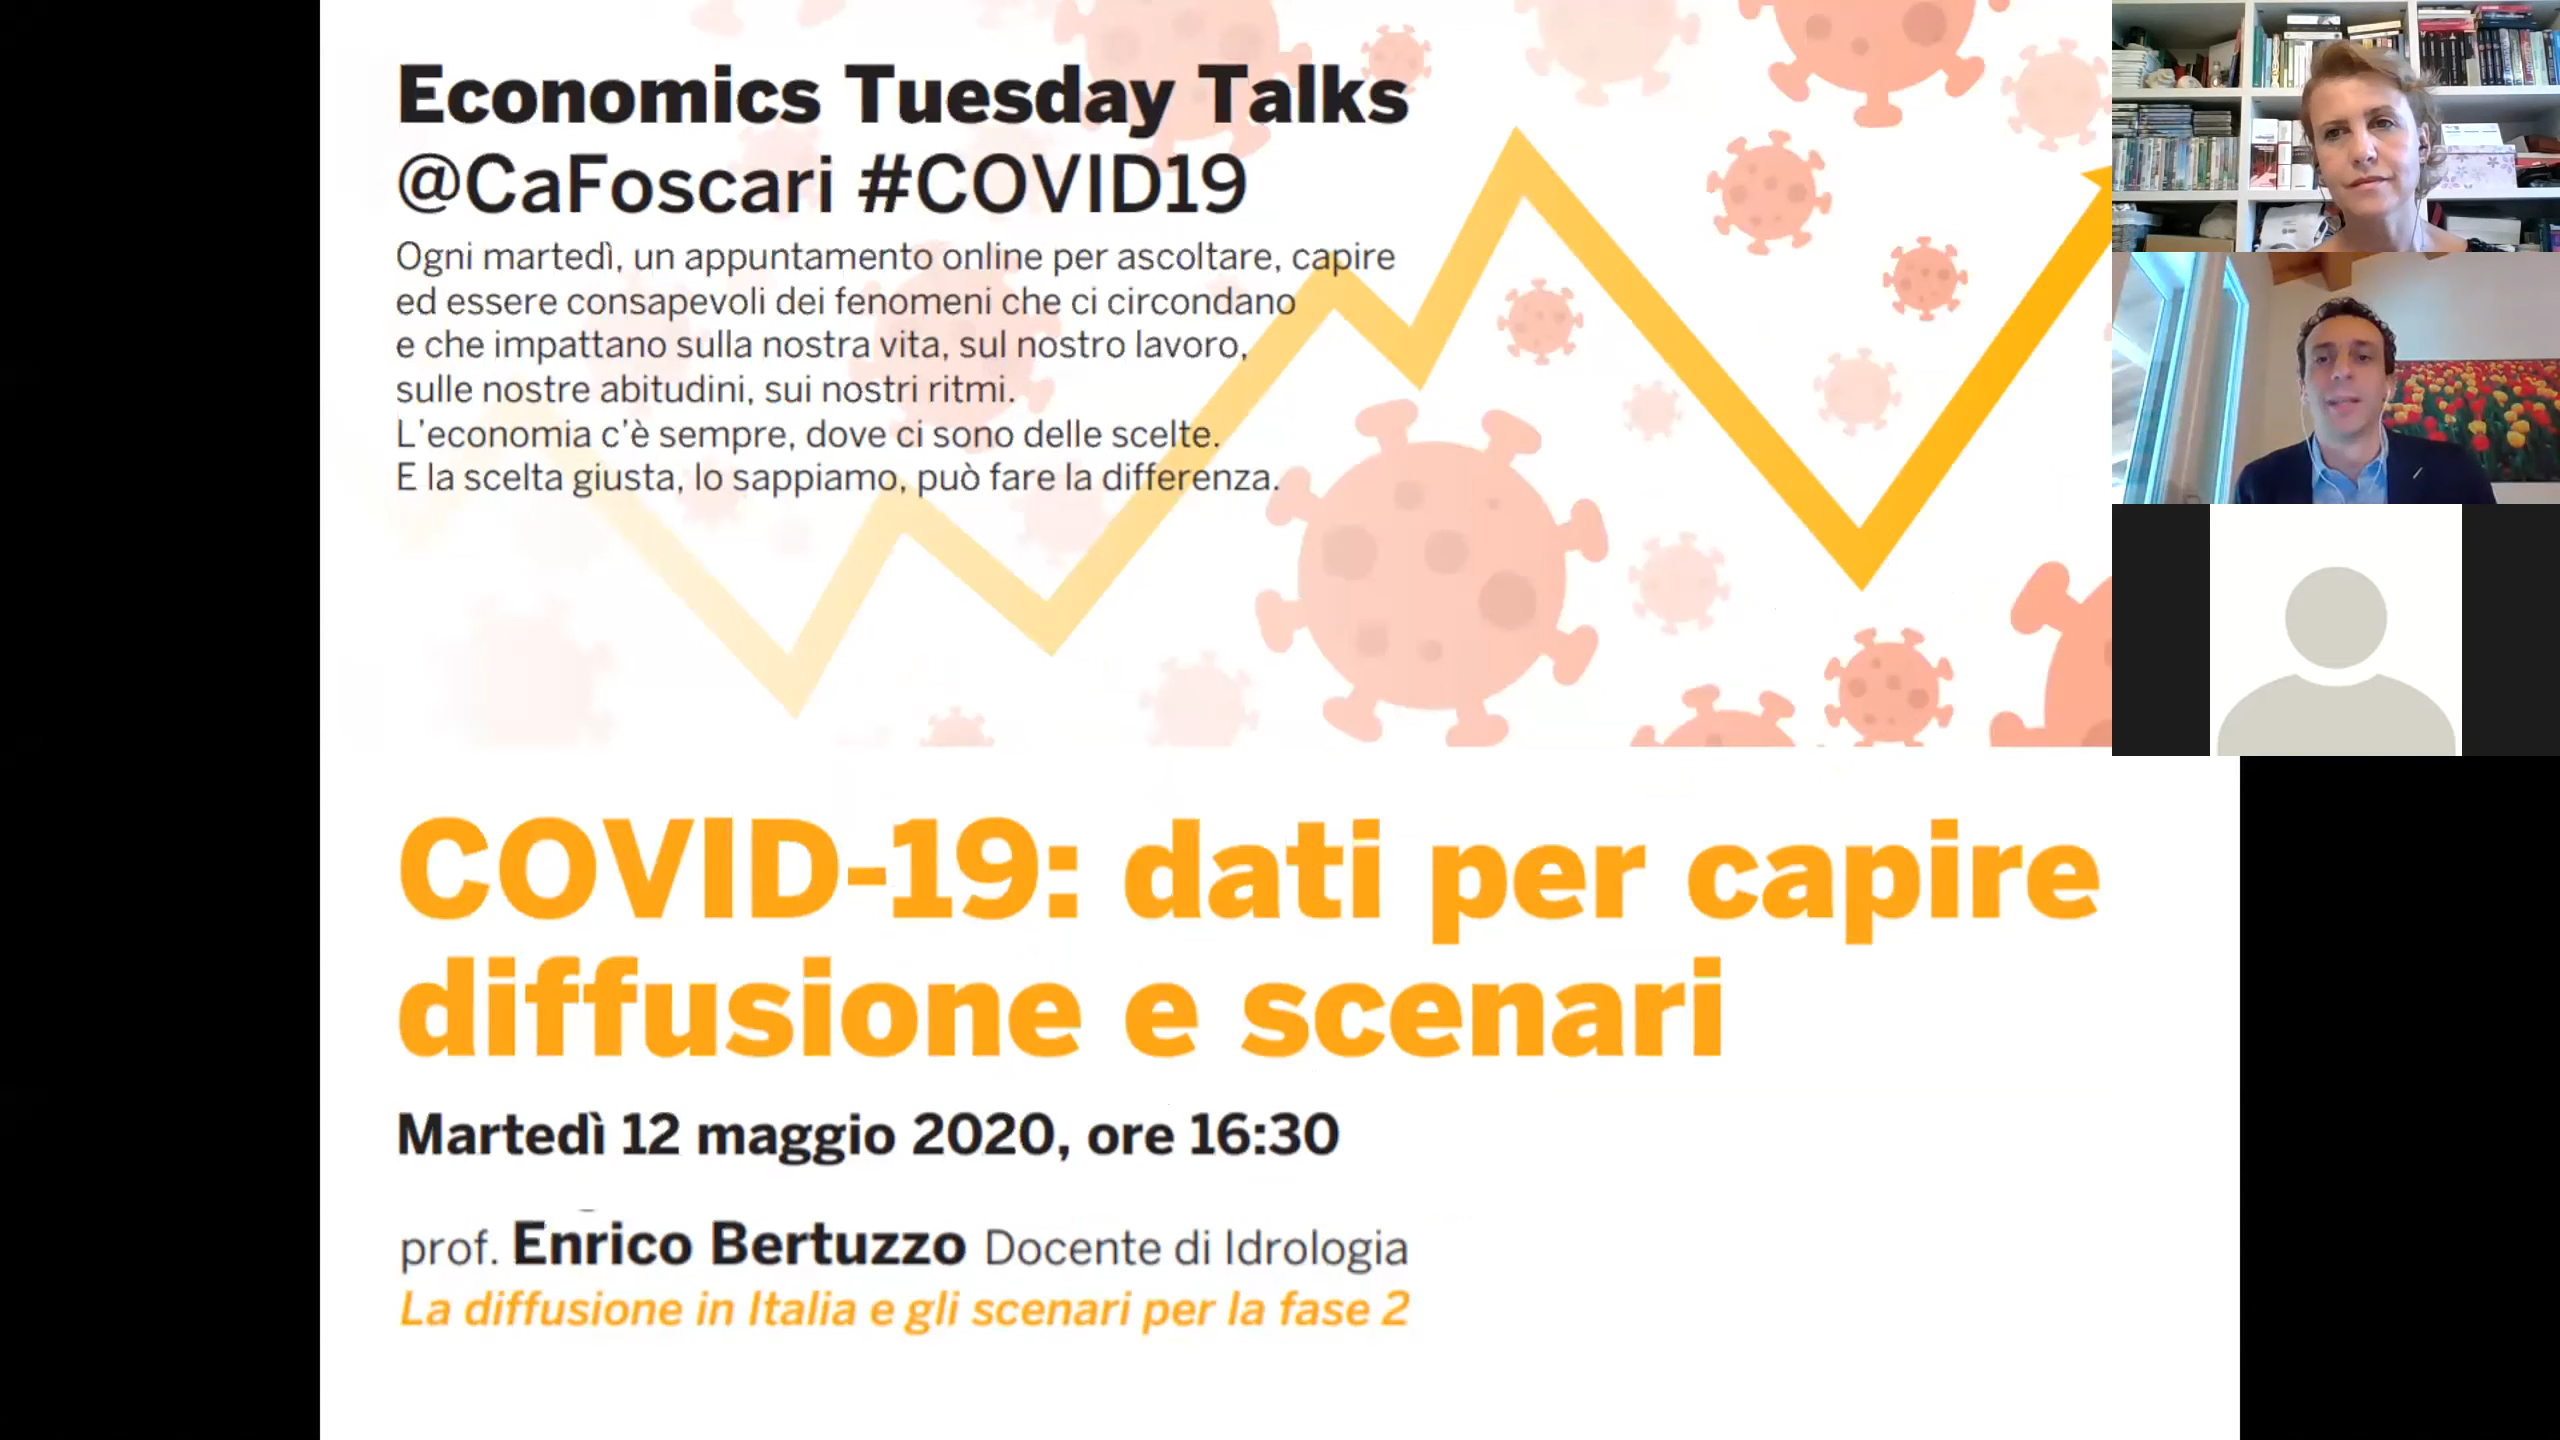 Economics Tuesday Talks
@CaFoscari #COVID19
Ogni martedì, un appuntamento online per ascoltare, capire
ed essere consapevoli dei fenomeni che ci circondano
e che impattano sulla nostra vita, sul nostro lavoro,
sulle nostre abitudini, sui nostri ritmi.
L'economia c'è sempre, dove ci sono delle scelte.
E la scelta giusta, lo sappiamo, può fare la differenza.
COVID-19: dati per capire
diffusione e scenari
Martedì 12 maggio 2020, ore 16:30
prof. Enrico Bertuzzo Docente di Idrologia
La diffusione in Italia e gli scenari per la fase 2